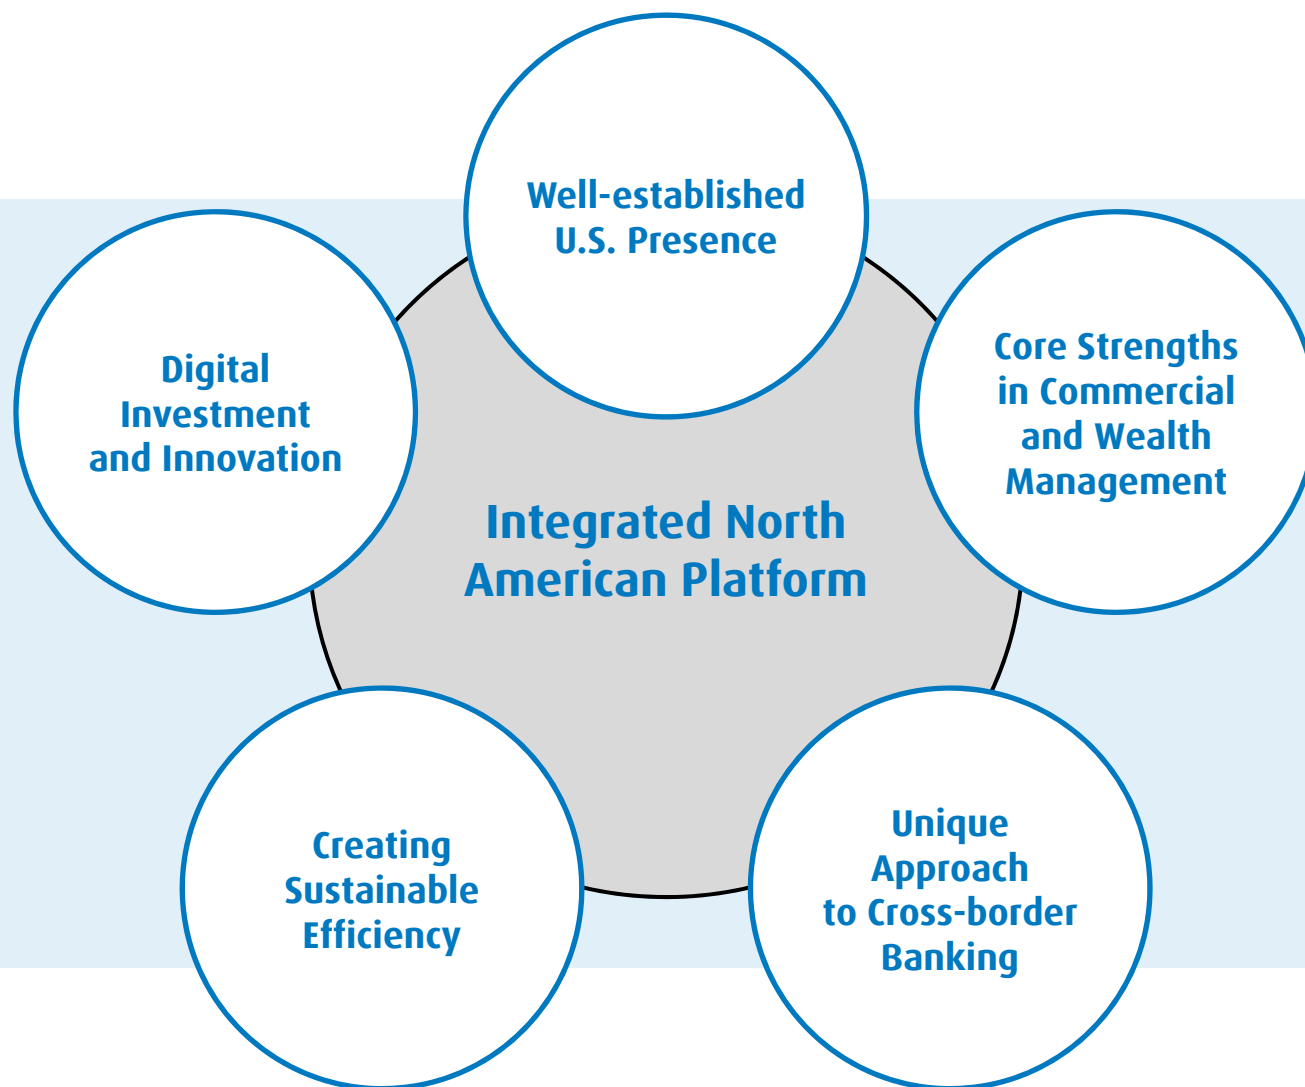 Well-established
U.S. Presence
Digital
Investment
and Innovation
Core Strengths
in Commercial
and Wealth
Management
Integrated North
American Platform
Creating
Sustainable
Efficiency
Unique
Approach
to Cross-border
Banking